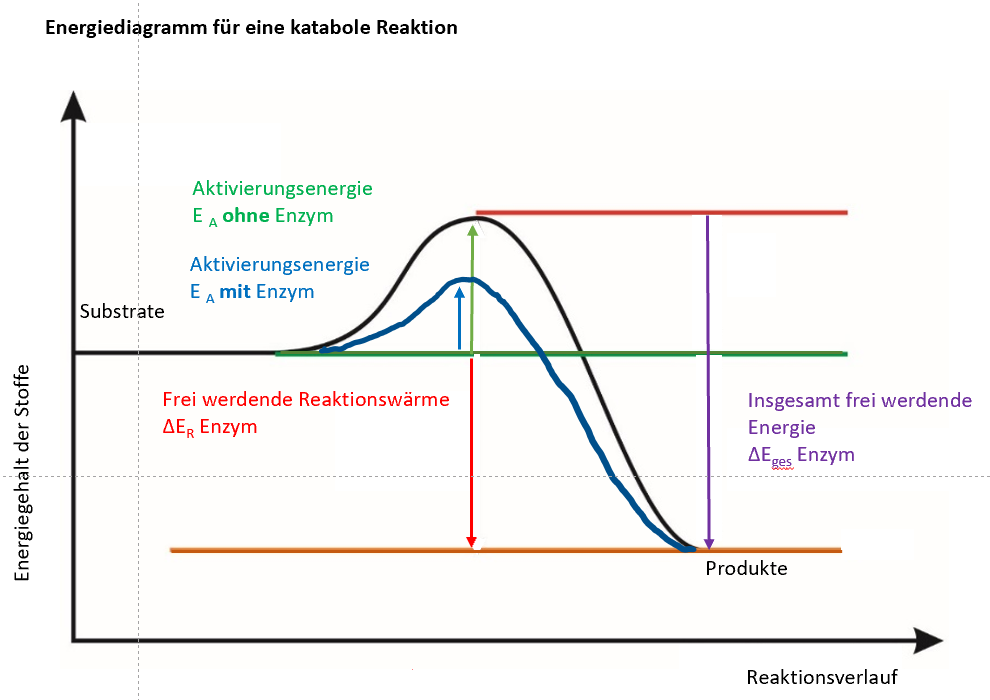 Energiediagramm für eine katabole Reaktion
Aktivierungsenergie
E A ohne Enzym
Aktivierungsenergie
E A mit Enzym
Substrate
Frei werdende Reaktionswärme
ΔER Enzym
Insgesamt frei werdende
Energie
ΔEges Enzym
Energiegehalt der Stoffe
Produkte
Reaktionsverlauf